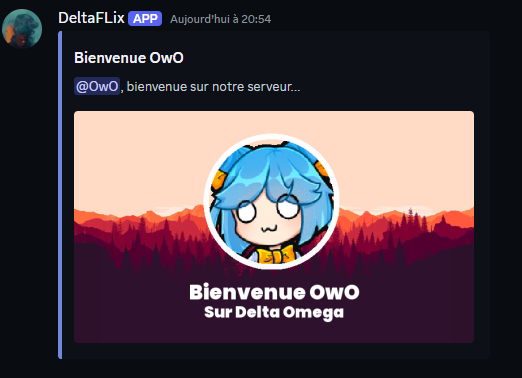 DeltaFLix APP Aujourd'hui à 20:54
Bienvenue OwO
@OwO, bienvenue sur notre serveur...
Bienvenue OwO
Sur Delta Omega